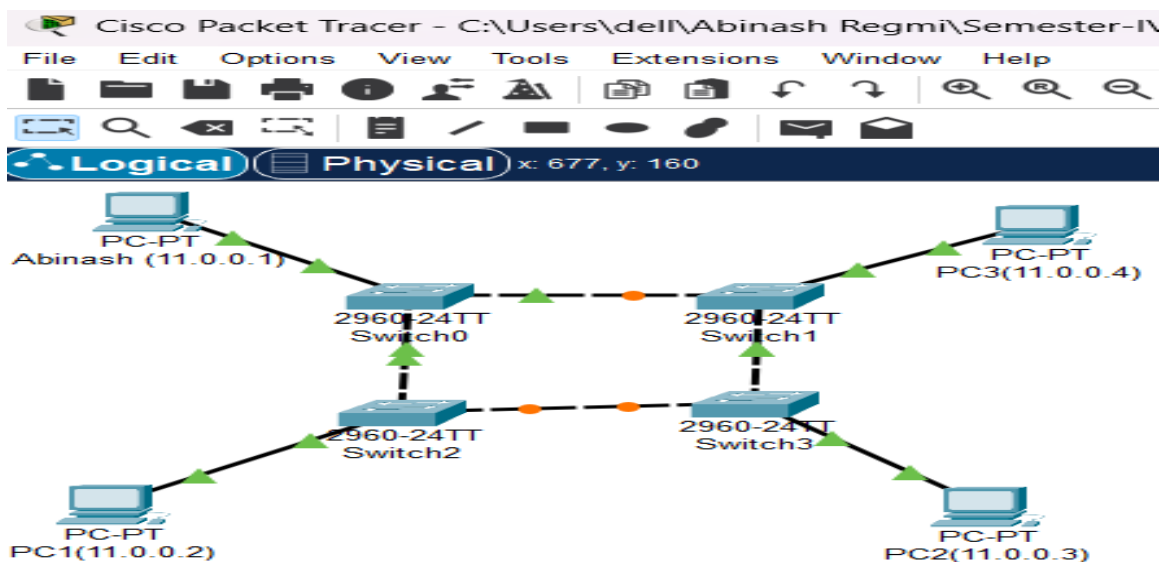 Cisco Packet Tracer - C:\Users\dell\Abinash Regmi\Semester-I
File Edit Options View Tools Extensions Window Help
Logical Physical x: 677, y: 160
PC-PT
Abinash (11.0.0.1)
PC-PT
PC3(11.0.0.4)
2960-24TT
Switch0
2960-24TT
Switch1
2960-24TT
Switch2
2960-24TT
Switch3
PC-PT
PC1(11.0.0.2)
PC-PT
PC2(11.0.0.3)